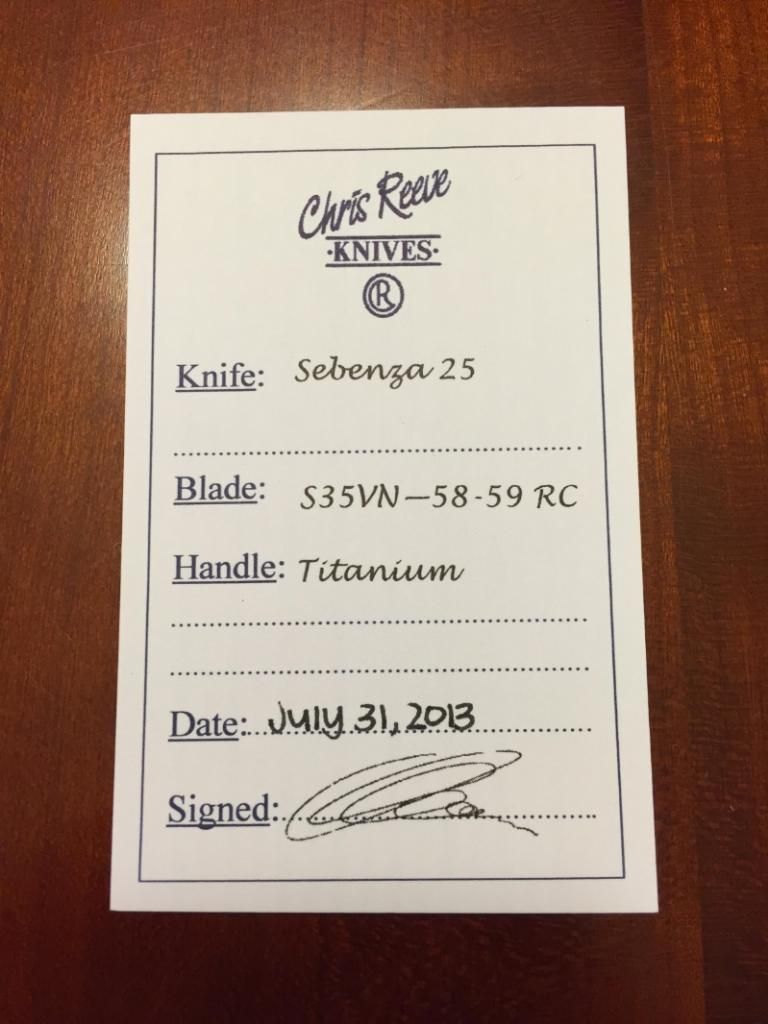 Chris Reeve
·KNIVES·
R
Knife: Sebenza 25
Blade: S35VN—58-59 RC
Handle: Titanium
Date: JULY 31, 2013
Signed: